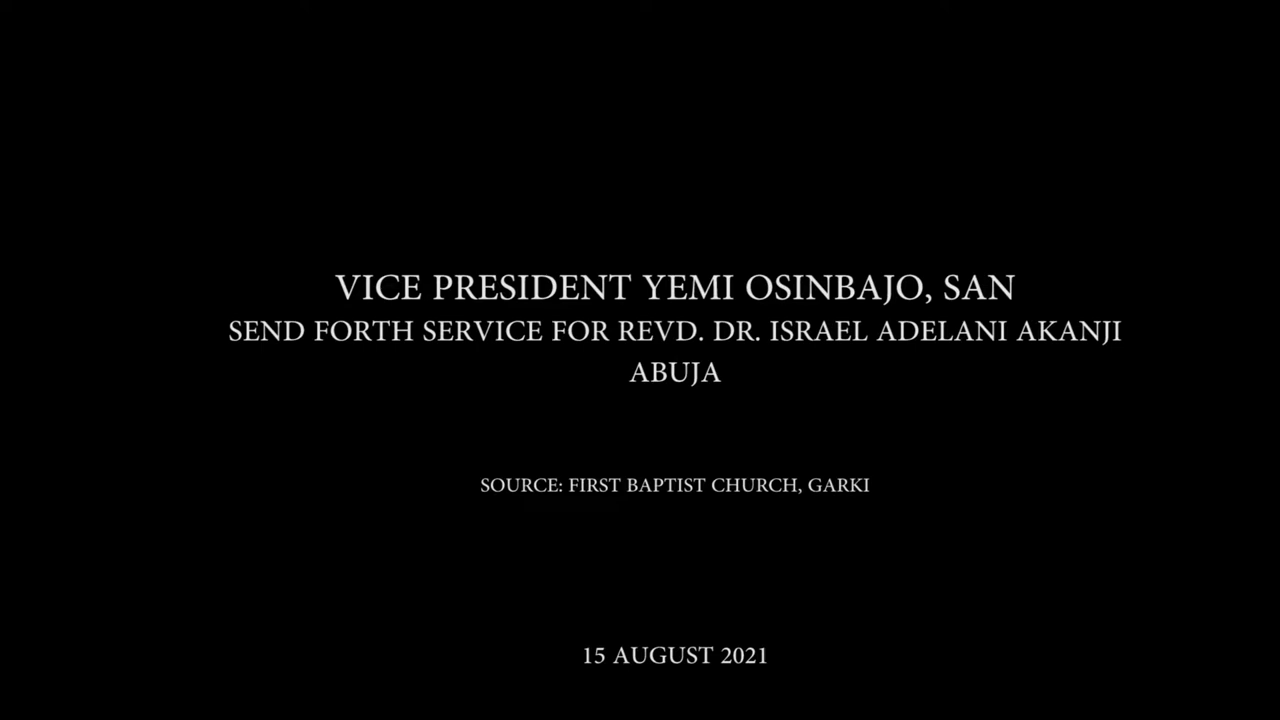 VICE PRESIDENT YEMI OSINBAJO, SAN
SEND FORTH SERVICE FOR REVD. DR. ISRAEL ADELANI AKANJI
ABUJA
SOURCE: FIRST BAPTIST CHURCH, GARKI
15 AUGUST 2021